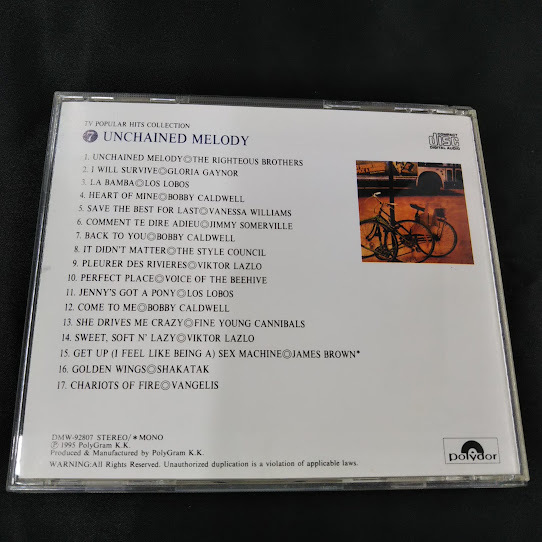 TV POPULAR HITS COLLECTION
7 UNCHAINED MELODY
COMPACT
disc
DIGITAL AUDIO
1. UNCHAINED MELODY◎THE RIGHTEOUS BROTHERS
2. I WILL SURVIVE◎GLORIA GAYNOR
3. LA BAMBA◎LOS LOBOS
4. HEART OF MINE◎BOBBY CALDWELL
5. SAVE THE BEST FOR LAST◎VANESSA WILLIAMS
6. COMMENT TE DIRE ADIEU◎JIMMY SOMERVILLE
7. BACK TO YOU◎BOBBY CALDWELL
8. IT DIDN'T MATTER◎THE STYLE COUNCIL
9. PLEURER DES RIVIERES◎VIKTOR LAZLO
10. PERFECT PLACE◎VOICE OF THE BEEHIVE
11. JENNY'S GOT A PONY◎LOS LOBOS
12. COME TO ME◎BOBBY CALDWELL
13. SHE DRIVES ME CRAZY◎FINE YOUNG CANNIBALS
14. SWEET, SOFT N' LAZY◎VIKTOR LAZLO
15. GET UP (I FEEL LIKE BEING A) SEX MACHINE◎JAMES BROWN*
16. GOLDEN WINGS◎SHAKATAK
17. CHARIOTS OF FIRE◎VANGELIS
DMW-92807 STEREO/*MONO
Ⓟ 1995 PolyGram K.K.
Produced & Manufactured by PolyGram K.K.
WARNING:All Rights Reserved. Unauthorized duplication is a violation of applicable laws.
polydor